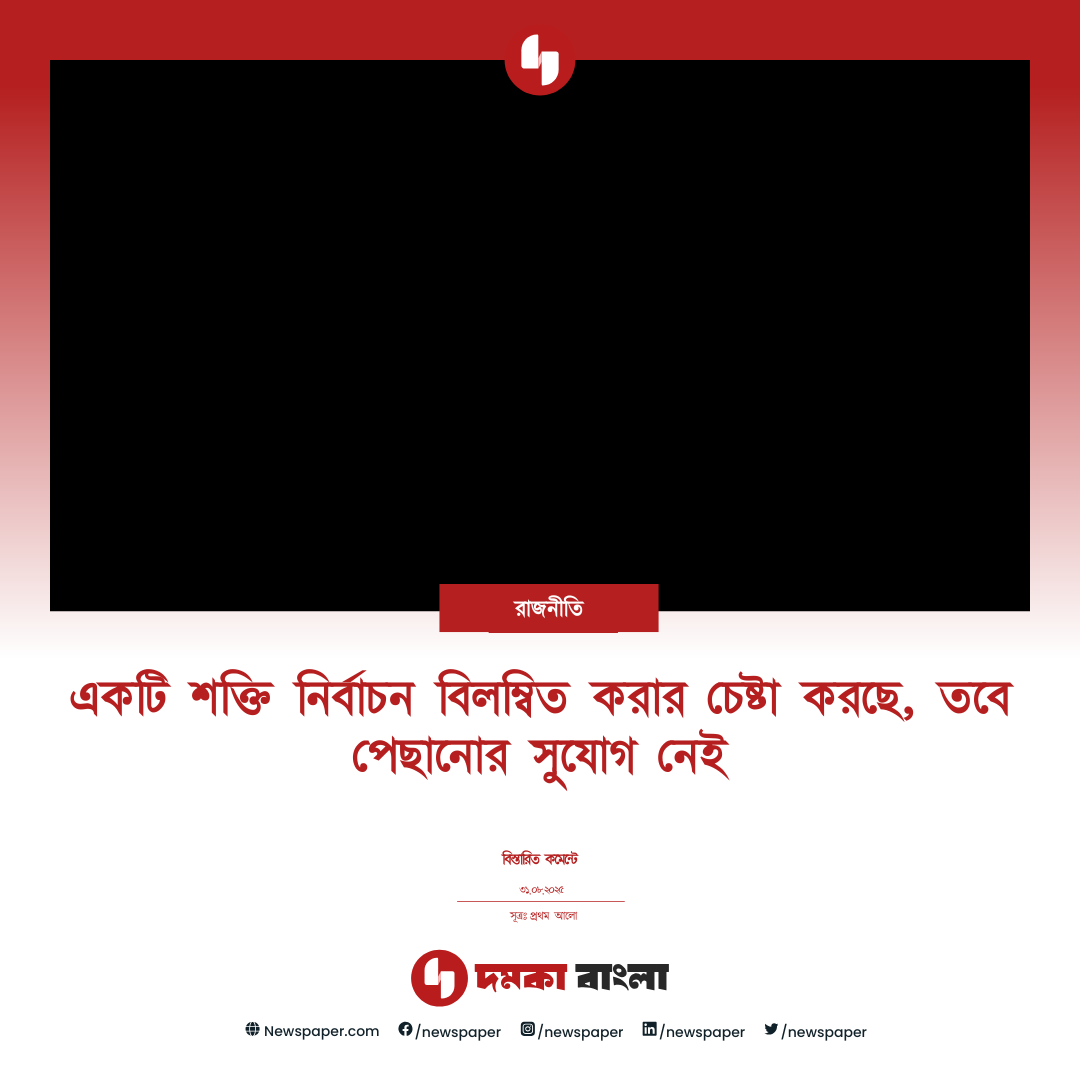 রাজনীতি
একটি শক্তি নির্বাচন বিলম্বিত করার চেষ্টা করছে, তবে
পেছানোর সুযোগ নেই
বিস্তারিত কমেন্টে
৩১.০৮.২০২৫
সূত্রঃ প্রথম আলো
দমকা বাংলা
Newspaper.com /newspaper /newspaper /newspaper /newspaper